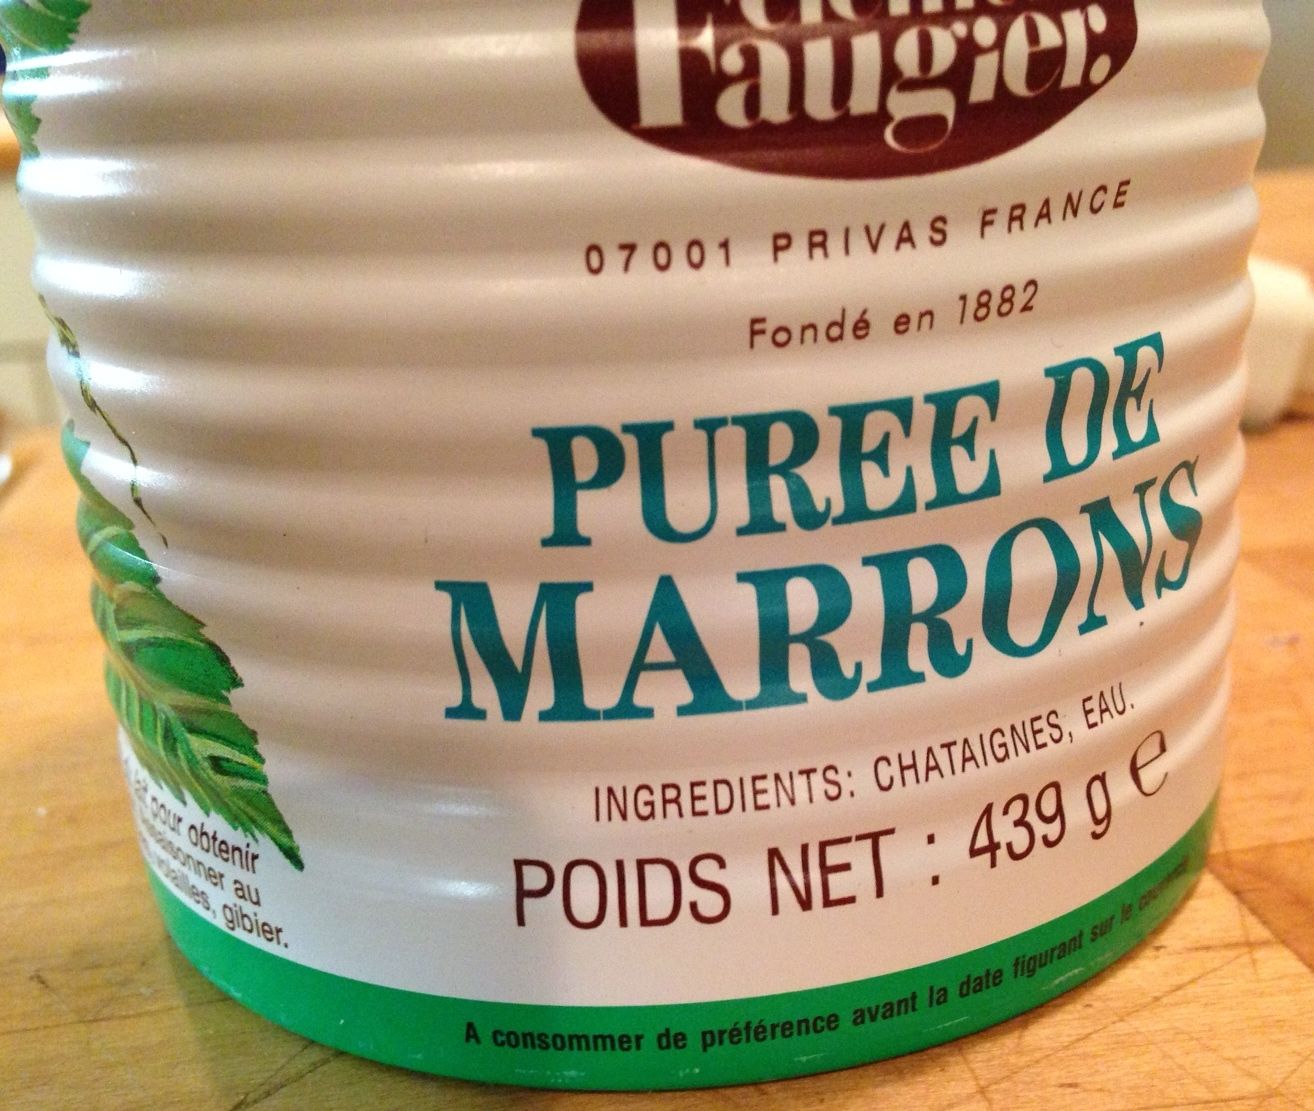 Faugier.
07001 PRIVAS FRANCE
Fondé en 1882
PUREE DE
MARRONS
INGREDIENTS: CHATAIGNES, EAU.
POIDS NET : 439 g e
pour obtenir
au
volailles, gibier.
A consommer de préférence avant la date figurant sur le